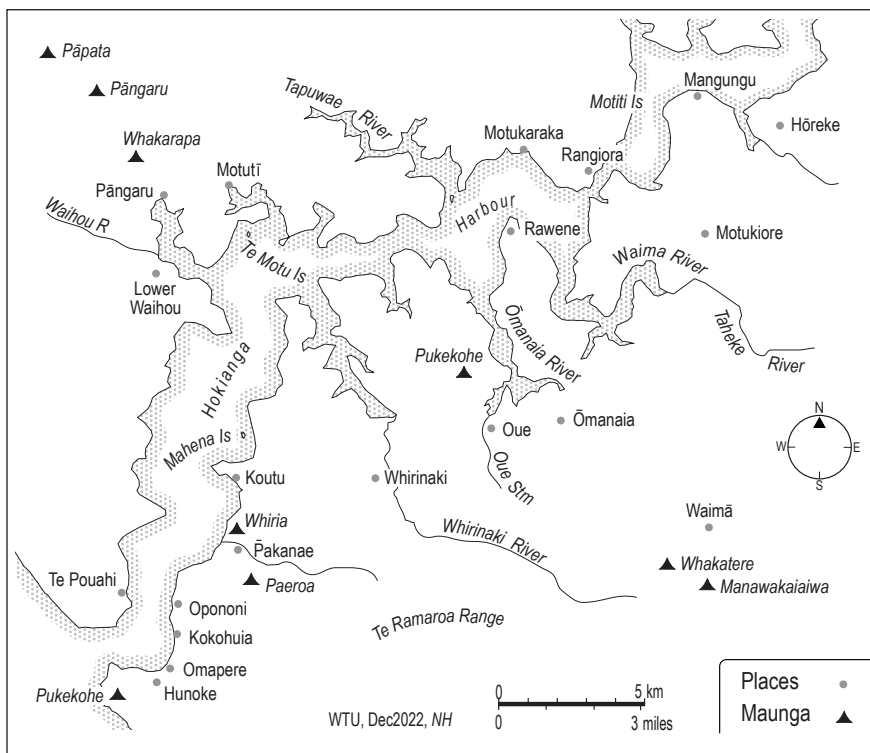 Pāpata
Pāngaru
Whakarapa
Pāngaru
Motutī
Tapuwae
River
Motukaraka
Rangiora
Motiti Is
Mangungu
Hōreke
Waihou R
Lower
Waihou
Te Motu Is
Harbour
Rawene
Motukiore
Waima River
Taheke
River
Hokianga
Pukekohe
Ōmanaia River
Mahena Is
Oue
Ōmanaia
Oue Stm
N
W
E
S
Koutu
Whirinaki
Whiria
P̄akanae
Whirinaki River
Waimā
Whakatere
Manawakaiaiwa
Te Pouahi
Paeroa
Opononi
Kokohuia
Te Ramaroa Range
Omapere
Hunoke
Pukekohe
WTU, Dec2022, NH
0
5 km
0
3 miles
Places
Maunga